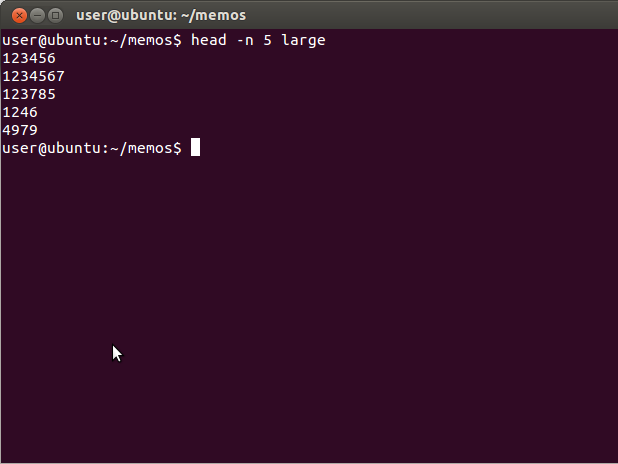 user@ubuntu: ~/memos
user@ubuntu:~/memos$ head -n 5 large
123456
1234567
123785
1246
4979
user@ubuntu:~/memos$